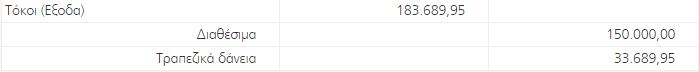 Τόκοι (Εξοδα) 183.689,95
Διαθέσιμα 150.000,00
Τραπεζικά δάνεια 33.689,95